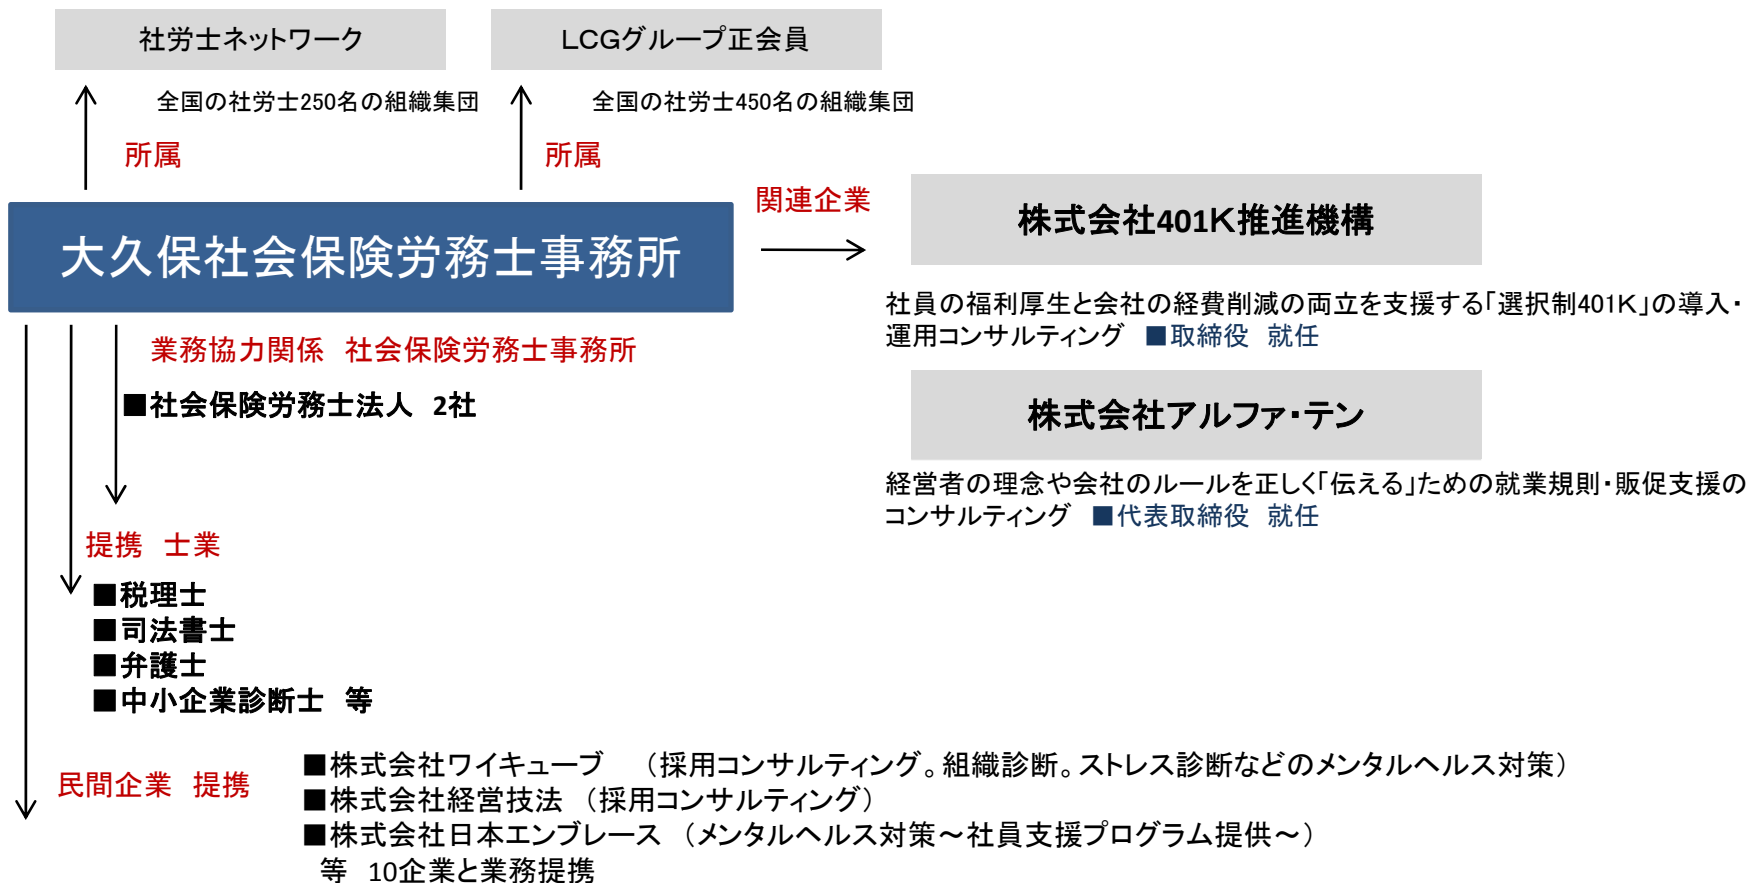 社労士ネットワーク
LCGグループ正会員
全国の社労士250名の組織集団
全国の社労士450名の組織集団
所属
所属
関連企業
株式会社401K推進機構
大久保社会保険労務士事務所
社員の福利厚生と会社の経費削減の両立を支援する「選択制401K」の導入・
運用コンサルティング ■取締役 就任
業務協力関係 社会保険労務士事務所
■社会保険労務士法人 2社
株式会社アルファ・テン
経営者の理念や会社のルールを正しく「伝える」ための就業規則・販促支援の
コンサルティング ■代表取締役 就任
提携 士業
■税理士
■司法書士
■弁護士
■中小企業診断士 等
民間企業 提携
■株式会社ワイキューブ （採用コンサルティング。組織診断。ストレス診断などのメンタルヘルス対策）
■株式会社経営技法 （採用コンサルティング）
■株式会社日本エンブレース （メンタルヘルス対策～社員支援プログラム提供～）
等 10企業と業務提携